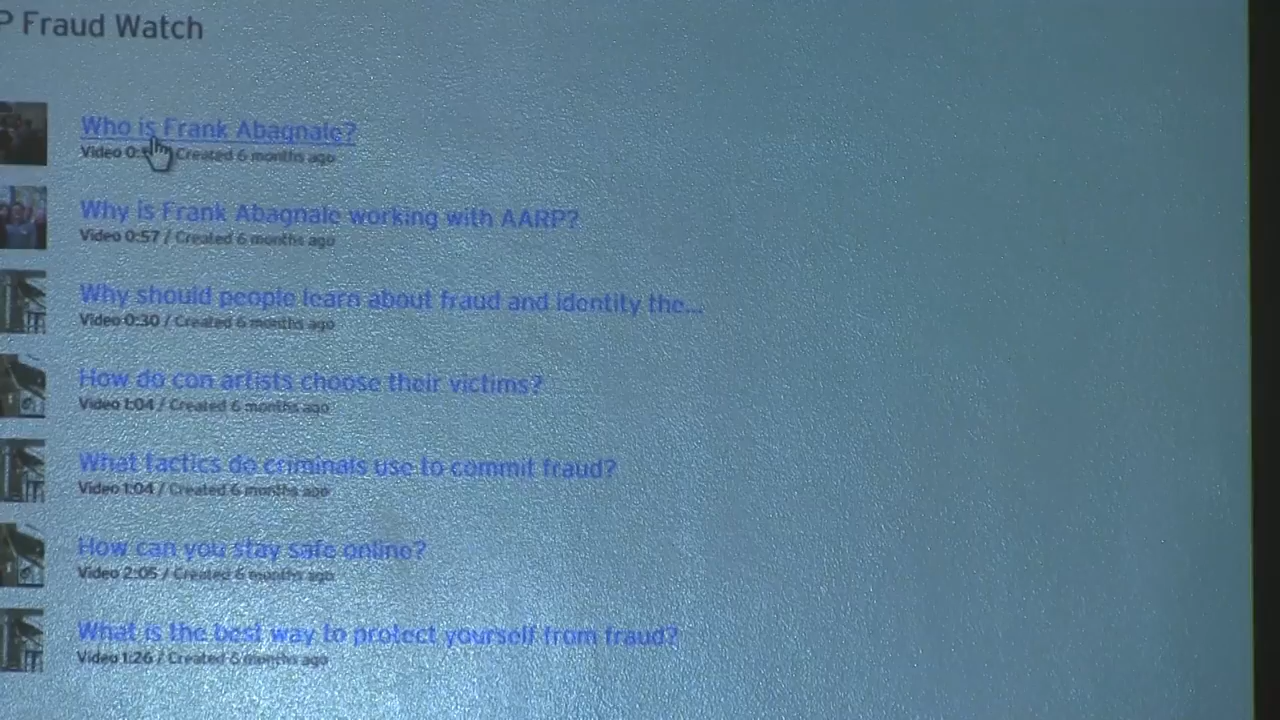 P Fraud Watch
Who is Frank Abagnale?
Video 0: Created 6 months ago
Why is Frank Abagnale working with AARP?
Video 0:57 / Created 6 months ago
Why should people learn about fraud and identity the...
Video 0:30 / Created 6 months ago
How do con artists choose their victims?
Video 1:04 / Created 6 months ago
What tactics do criminals use to commit fraud?
Video 1:04 / Created 6 months ago
How can you stay safe online?
Video 2:05 / Created 6 months ago
What is the best way to protect yourself from fraud?
Video 1:26 / Created 6 months ago